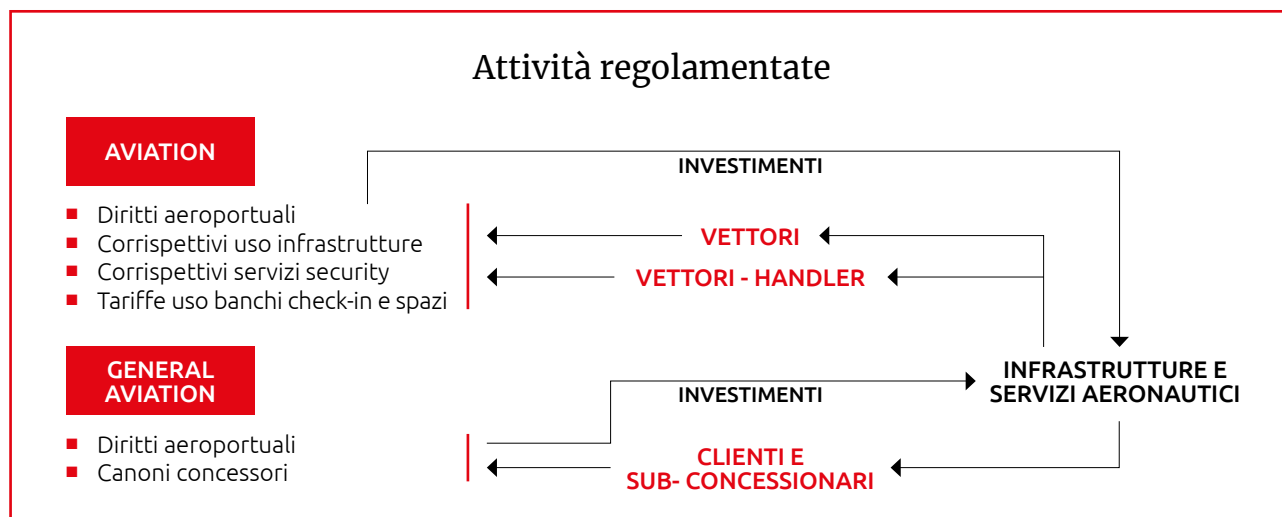 Attività regolamentate
AVIATION
INVESTIMENTI
Diritti aeroportuali
Corrispettivi uso infrastrutture
Corrispettivi servizi security
Tariffe uso banchi check-in e spazi
VETTORI
VETTORI - HANDLER
GENERAL
AVIATION
INVESTIMENTI
INFRASTRUTTURE E
SERVIZI AERONAUTICI
Diritti aeroportuali
Canoni concessori
CLIENTI E
SUB- CONCESSIONARI